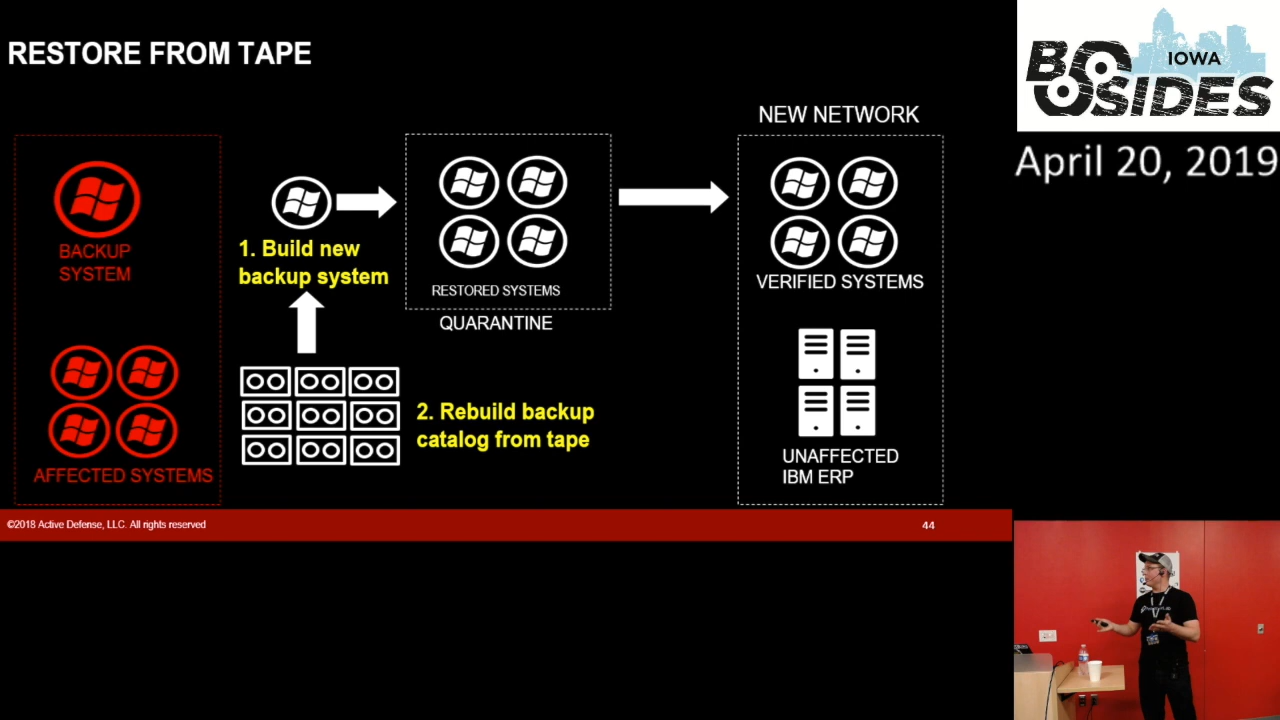 RESTORE FROM TAPE
BSIDES
IOWA
April 20, 2019
NEW NETWORK
BACKUP
SYSTEM
1. Build new
backup system
RESTORED SYSTEMS
QUARANTINE
VERIFIED SYSTEMS
AFFECTED SYSTEMS
2. Rebuild backup
catalog from tape
UNAFFECTED
IBM ERP
©2018 Active Defense, LLC. All rights reserved
44